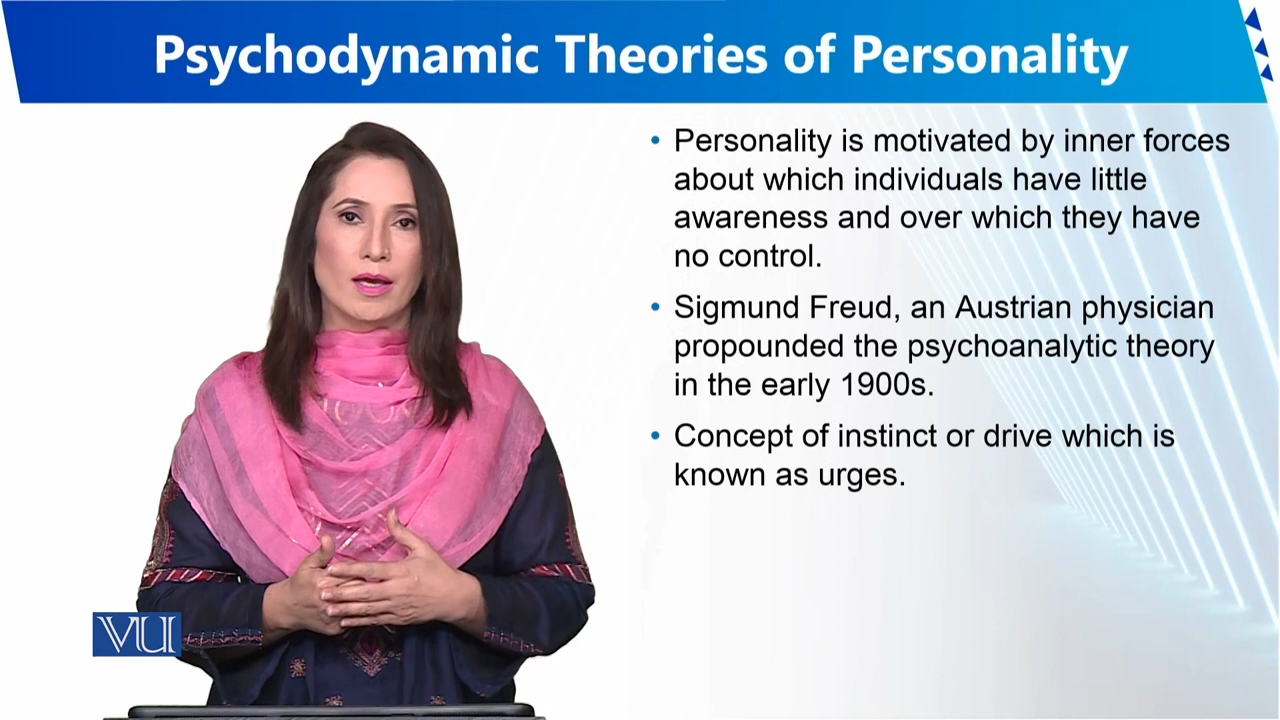 Psychodynamic Theories of Personality
• Personality is motivated by inner forces
about which individuals have little
awareness and over which they have
no control.
• Sigmund Freud, an Austrian physician
propounded the psychoanalytic theory
in the early 1900s.
• Concept of instinct or drive which is
known as urges.
VU